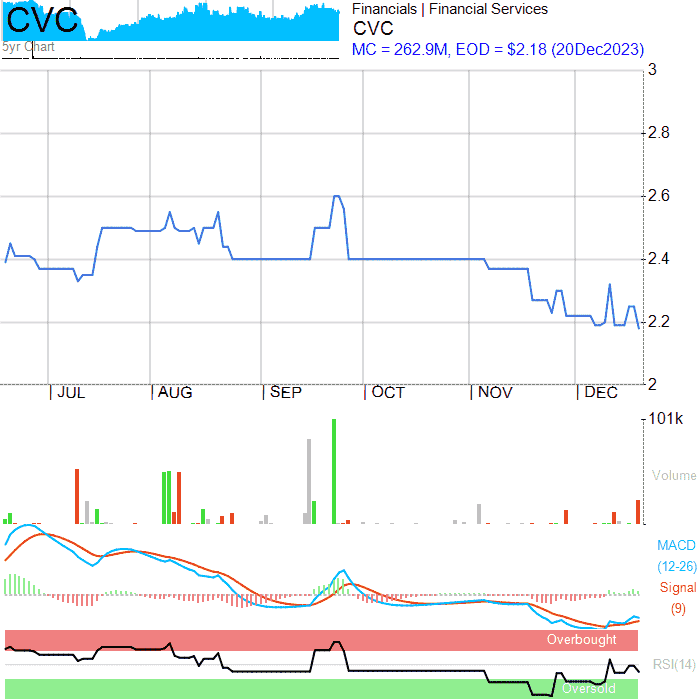 CVC
5yr Chart
Financials | Financial Services
CVC
MC = 262.9M, EOD = $2.18 (20Dec2023)
3
2.8
2.6
2.4
2.2
2
JUL
AUG
SEP
OCT
NOV
DEC
101k
Volume
MACD
(12-26)
Signal
(9)
Overbought
RSI(14)
Oversold